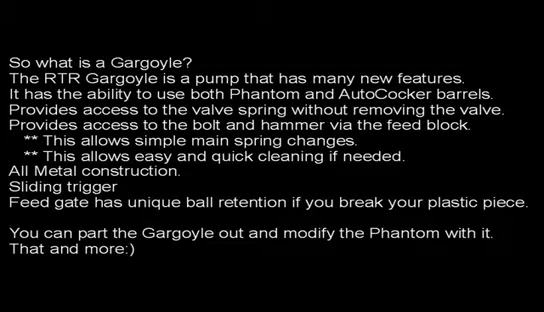 So what is a Gargoyle?
The RTR Gargoyle is a pump that has many new features.
It has the ability to use both Phantom and AutoCocker barrels.
Provides access to the valve spring without removing the valve.
Provides access to the bolt and hammer via the feed block.
** This allows simple main spring changes.
** This allows easy and quick cleaning if needed.
All Metal construction.
Sliding trigger
Feed gate has unique ball retention if you break your plastic piece.
You can part the Gargoyle out and modify the Phantom with it.
That and more:)